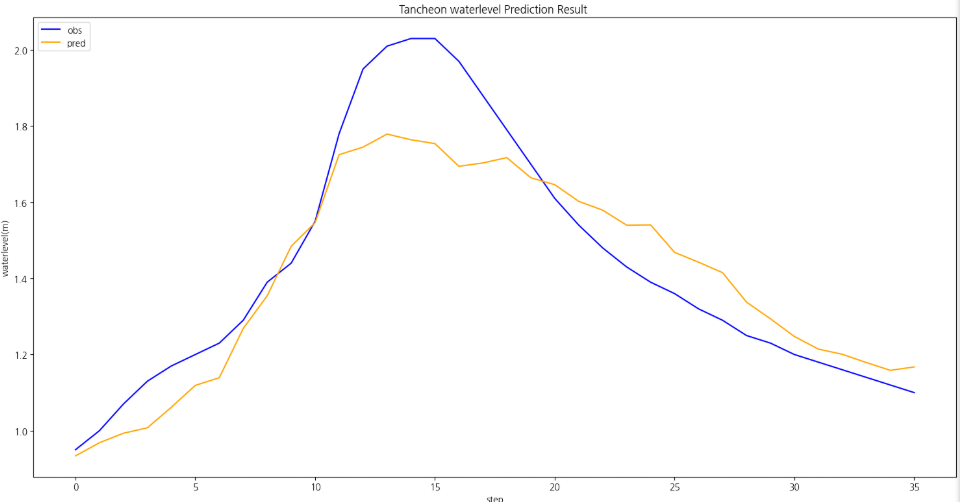 Tancheon waterlevel Prediction Result
obs
pred
2.0
1.8
1.6
1.4
1.2
1.0
waterlevel(m)
0 5 10 15 20 25 30 35
step